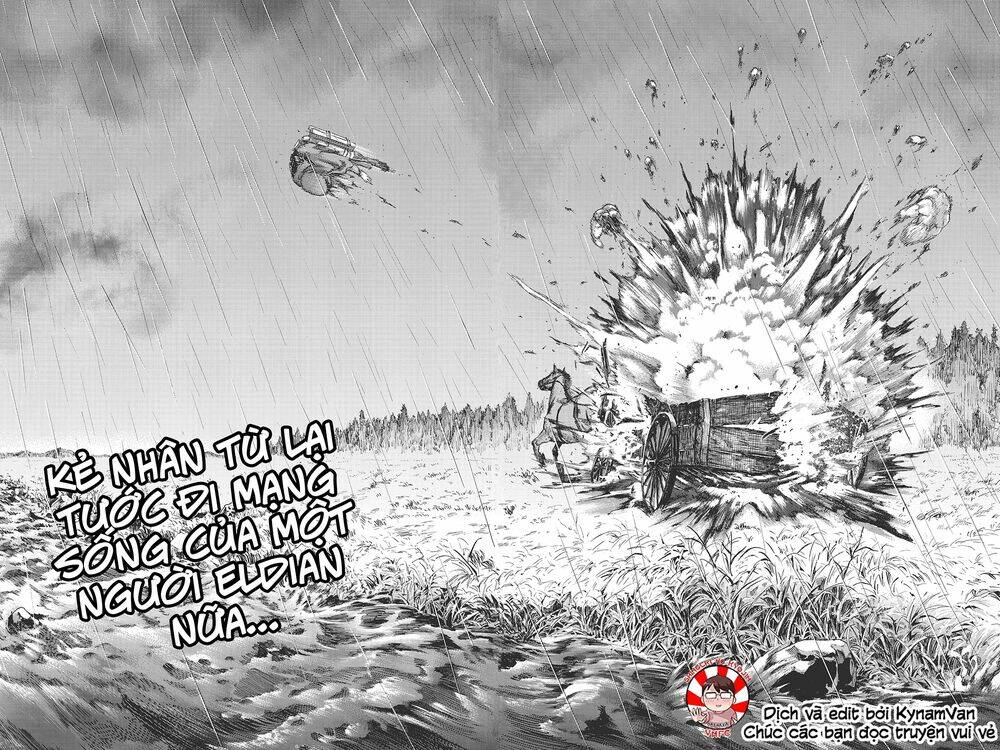 KẺ NHÂN TỪ LẠI
TƯỚC ĐI MẠNG
SỐNG CỦA MỘT
NGƯỜI ELDIAN
NỮA...
VMFC
Dịch và edit bởi KynamVan
Chúc các bạn đọc truyện vui vẻ